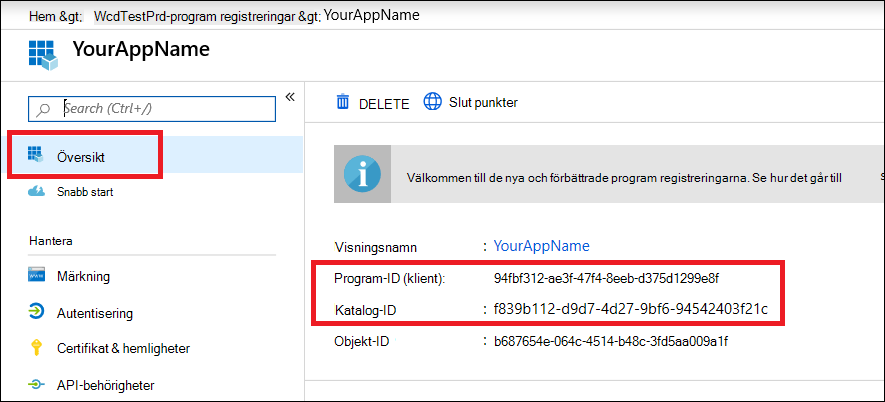 Hem &gt; WcdTestPrd-program registreringar &gt; YourAppName
YourAppName
Search (Ctrl+/)
«
DELETE
Slut punkter
Översikt
Snabb start
Välkommen till de nya och förbättrade program registreringarna. Se hur det går till
s
Hantera
Märkning
Autentisering
Certifikat & hemligheter
API-behörigheter
Visningsnamn : YourAppName
Program-ID (klient): 94fbf312-ae3f-47f4-8eeb-d375d1299e8f
Katalog-ID : f839b112-d9d7-4d27-9bf6-94542403f21c
Objekt-ID : b687654e-064c-4514-b48c-3fd5aa009a1f